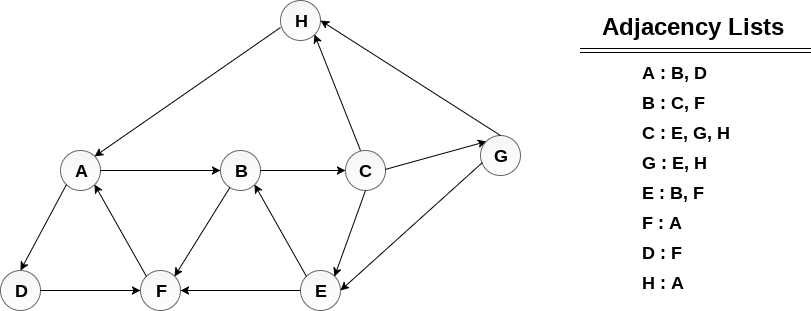 H
A
B
C
G
D
F
E
Adjacency Lists
A : B, D
B : C, F
C : E, G, H
G : E, H
E : B, F
F : A
D : F
H : A